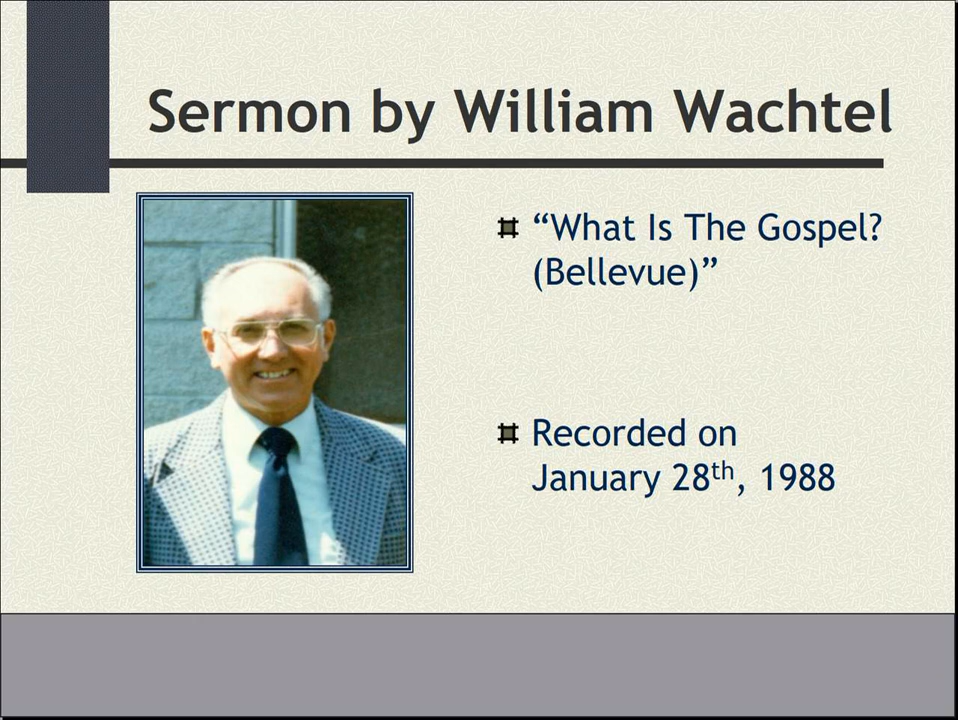 Sermon by William Wachtel
“What Is The Gospel?
(Bellevue)”
Recorded on
January 28th, 1988